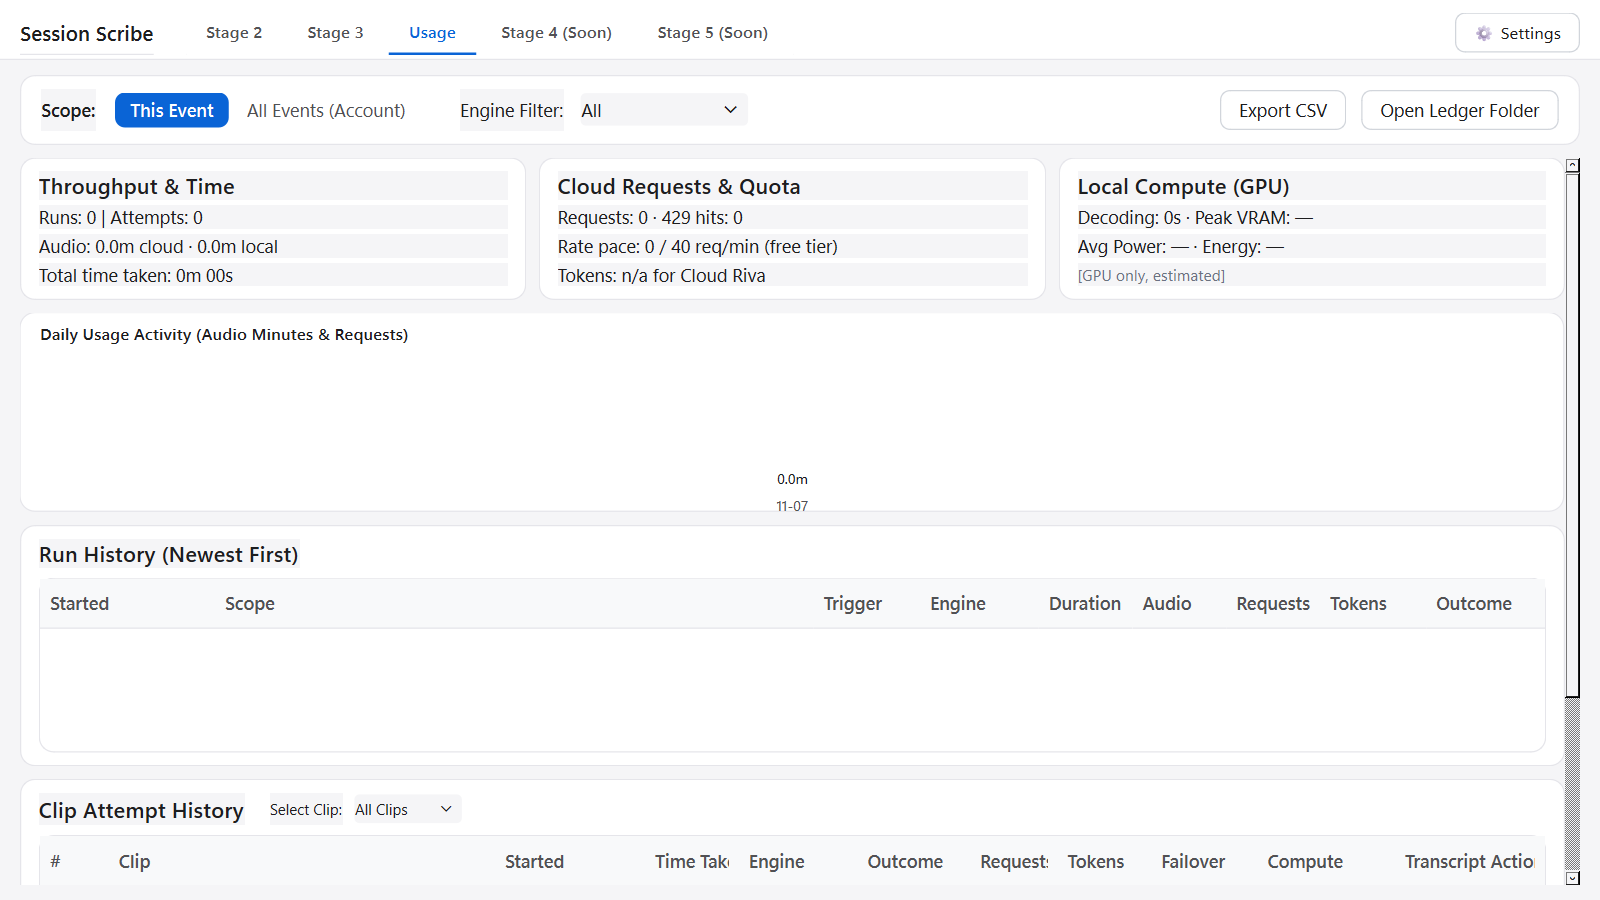 Session Scribe
Stage 2
Stage 3
Usage
Stage 4 (Soon)
Stage 5 (Soon)
Settings
Scope:
This Event
All Events (Account)
Engine Filter:
All
Export CSV
Open Ledger Folder
Throughput & Time
Runs: 0 | Attempts: 0
Audio: 0.0m cloud · 0.0m local
Total time taken: 0m 00s
Cloud Requests & Quota
Requests: 0 · 429 hits: 0
Rate pace: 0 / 40 req/min (free tier)
Tokens: n/a for Cloud Riva
Local Compute (GPU)
Decoding: 0s · Peak VRAM: —
Avg Power: — · Energy: —
[GPU only, estimated]
Daily Usage Activity (Audio Minutes & Requests)
0.0m
11-07
Run History (Newest First)
Started
Scope
Trigger
Engine
Duration
Audio
Requests
Tokens
Outcome
Clip Attempt History
Select Clip:
All Clips
#
Clip
Started
Time Tak
Engine
Outcome
Requests
Tokens
Failover
Compute
Transcript Actio